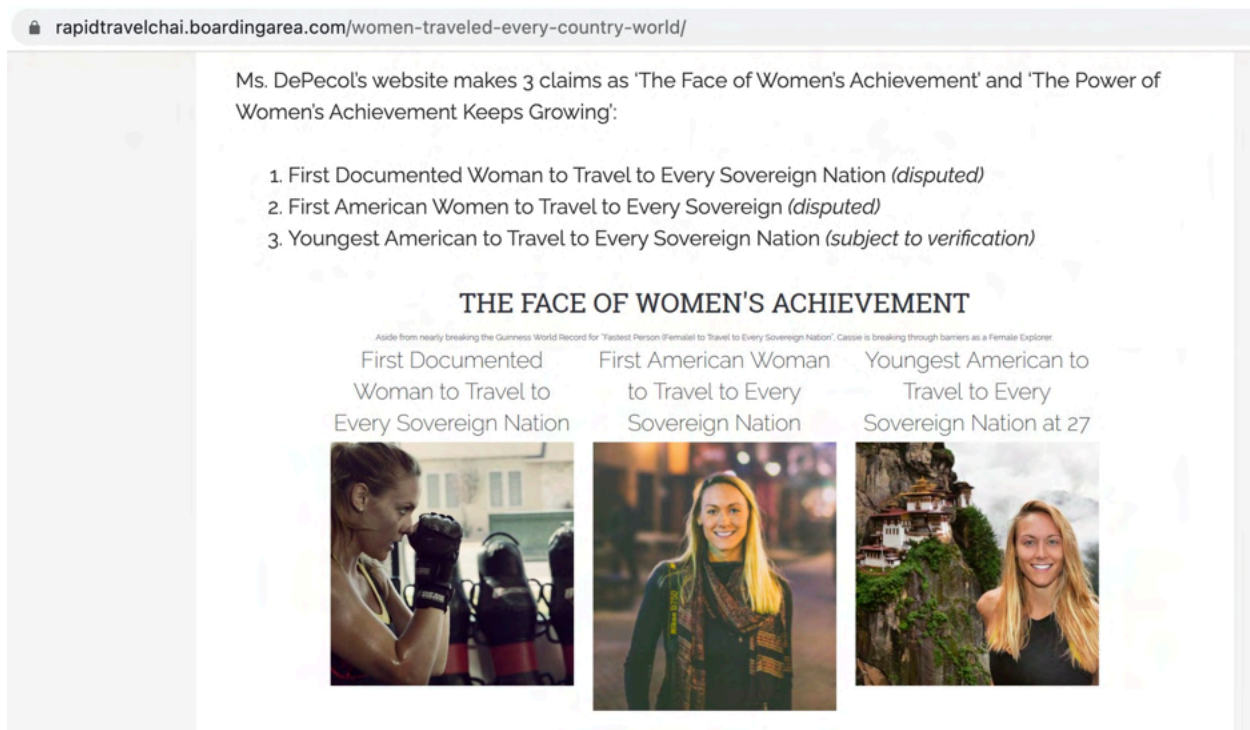 rapidtravelchai.boardingarea.com/women-traveled-every-country-world/
Ms. DePecol's website makes 3 claims as 'The Face of Women's Achievement' and 'The Power of
Women's Achievement Keeps Growing':
1. First Documented Woman to Travel to Every Sovereign Nation (disputed)
2. First American Women to Travel to Every Sovereign (disputed)
3. Youngest American to Travel to Every Sovereign Nation (subject to verification)
THE FACE OF WOMEN'S ACHIEVEMENT
Aside from nearly breaking the Guinness World Record for "Fastest Person (Female) to Travel to Every Sovereign Nation", Cassie is breaking through barriers as a Female Explorer.
First Documented
Woman to Travel to
Every Sovereign Nation
First American Woman
to Travel to Every
Sovereign Nation
Youngest American to
Travel to Every
Sovereign Nation at 27
Nikon D750